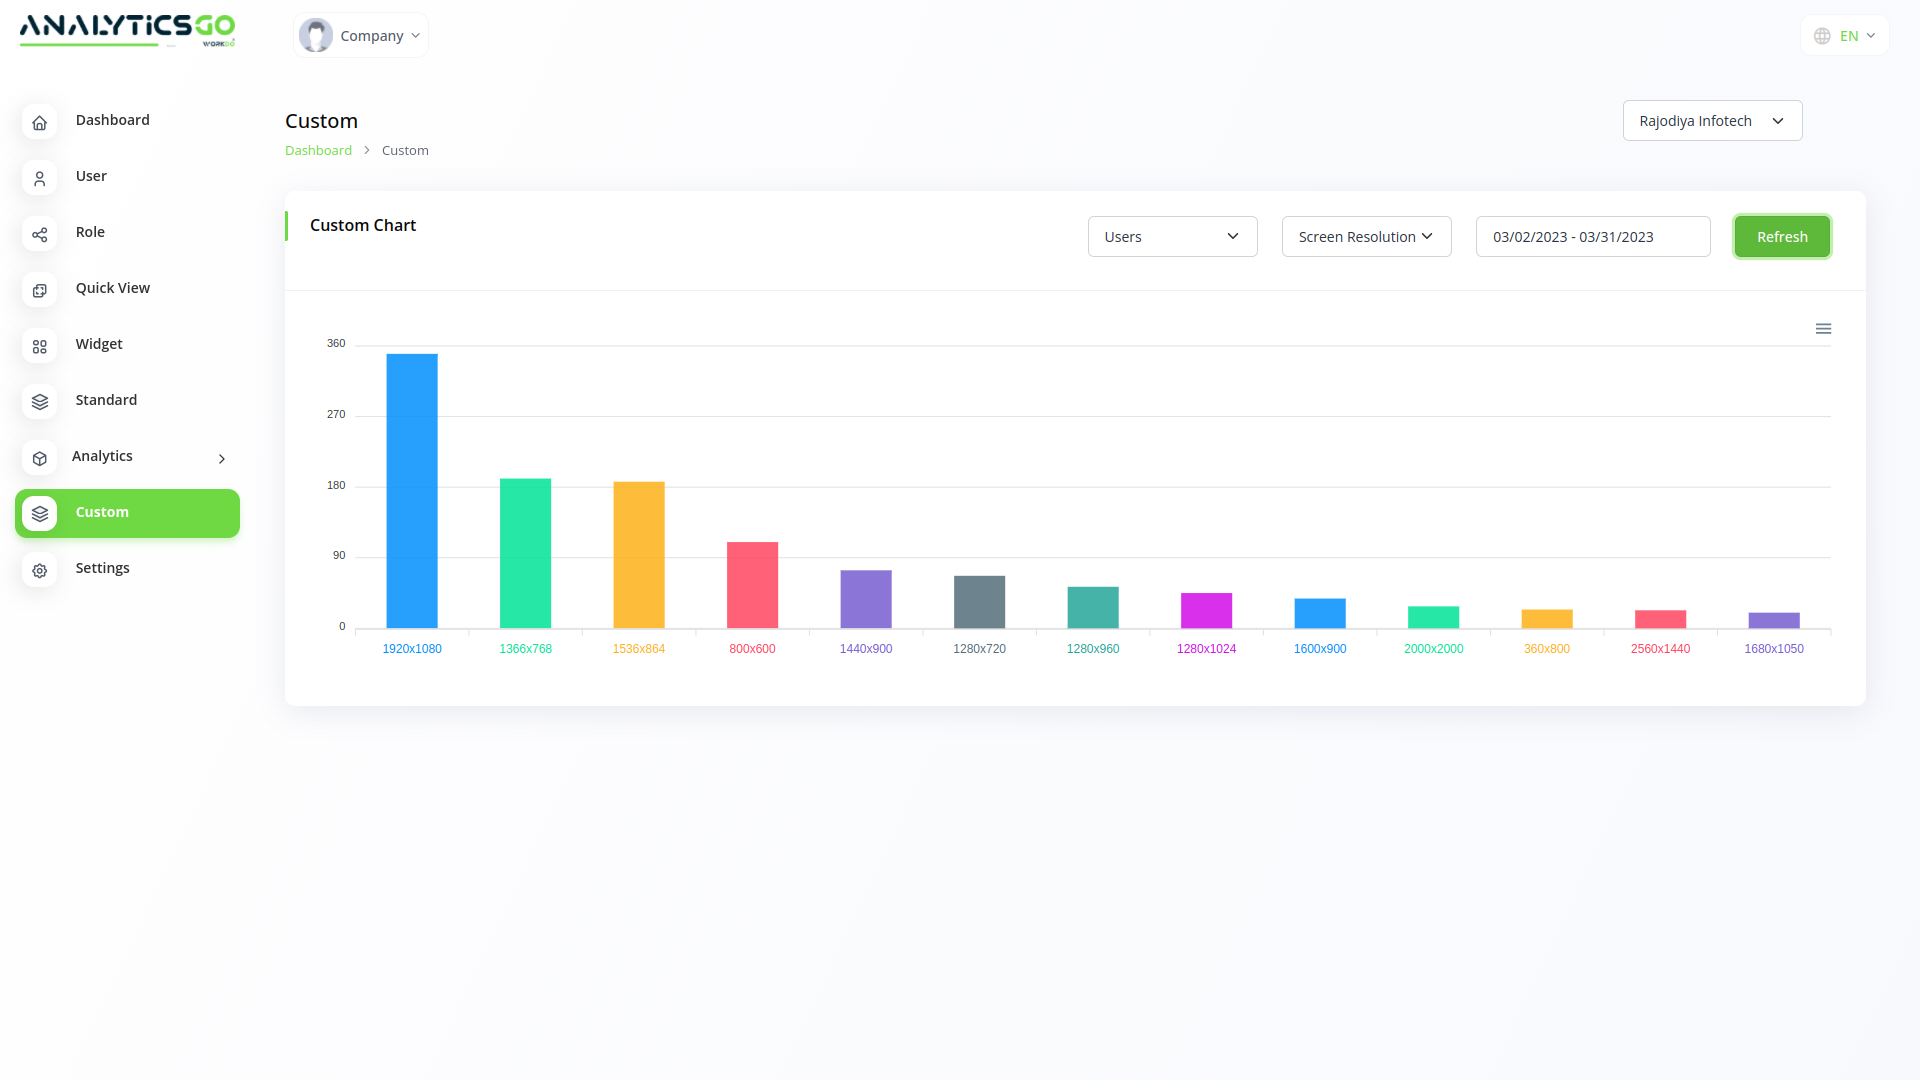 ANALYTiCSGO
WORKDO
Company
EN
Dashboard
User
Role
Quick View
Widget
Standard
Analytics
Custom
Settings
Custom
Dashboard > Custom
Rajodiya Infotech
Custom Chart
Users
Screen Resolution
03/02/2023 - 03/31/2023
Refresh
360
270
180
90
0
1920x1080 1366x768 1536x864 800x600 1440x900 1280x720 1280x960 1280x1024 1600x900 2000x2000 360x800 2560x1440 1680x1050